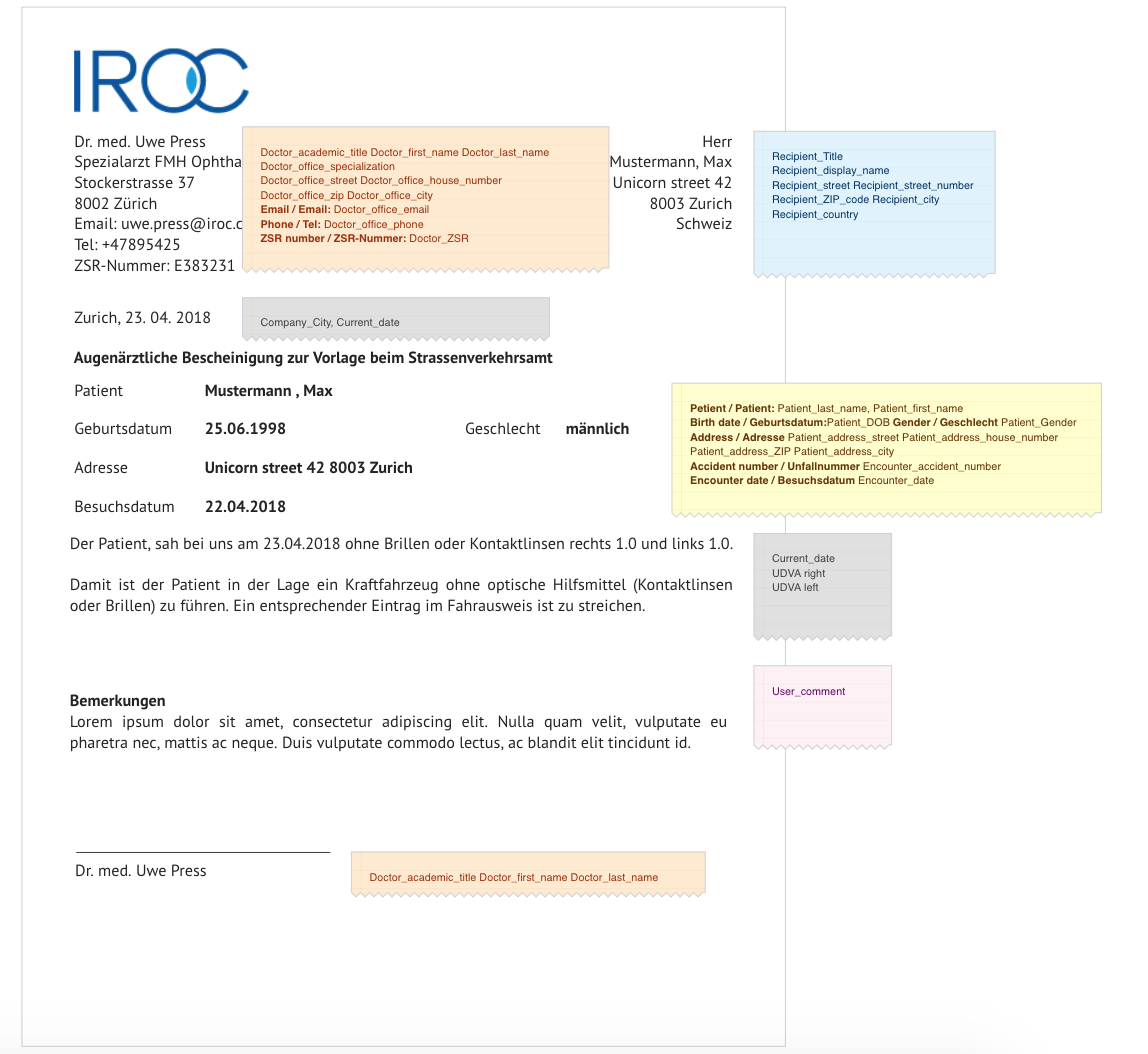 IROC
Dr. med. Uwe Press
Spezialarzt FMH Ophtha
Stockerstrasse 37
8002 Zürich
Email: uwe.press@iroc.c
Tel: +47895425
ZSR-Nummer: E383231
Doctor_academic_title Doctor_first_name Doctor_last_name
Doctor_office_specialization
Doctor_office_street Doctor_office_house_number
Doctor_office_zip Doctor_office_city
Email / Email: Doctor_office_email
Phone / Tel: Doctor_office_phone
ZSR number / ZSR-Nummer: Doctor_ZSR
Herr
Mustermann, Max
Unicorn street 42
8003 Zurich
Schweiz
Recipient_Title
Recipient_display_name
Recipient_street Recipient_street_number
Recipient_ZIP_code Recipient_city
Recipient_country
Zurich, 23. 04. 2018
Company_City, Current_date
Augenärztliche Bescheinigung zur Vorlage beim Strassenverkehrsamt
Patient Mustermann , Max
Geburtsdatum 25.06.1998 Geschlecht männlich
Adresse Unicorn street 42 8003 Zurich
Besuchsdatum 22.04.2018
Petient / Patient: Patient_last_name, Patient_first_name
Birth date / Geburtsdatum:Patient_DOB Gender / Geschlecht Patient_Gender
Address / Adresse Patient_address_street Patient_address_house_number
Patient_address_ZIP Patient_address_city
Accident number / Unfallnummer Encounter_accident_number
Encounter date / Besuchsdatum Encounter_date
Der Patient, sah bei uns am 23.04.2018 ohne Brillen oder Kontaktlinsen rechts 1.0 und links 1.0.
Damit ist der Patient in der Lage ein Kraftfahrzeug ohne optische Hilfsmittel (Kontaktlinsen
oder Brillen) zu führen. Ein entsprechender Eintrag im Fahrausweis ist zu streichen.
Current_date
UDVA right
UDVA left
User_comment
Bemerkungen
Lorem ipsum dolor sit amet, consectetur adipiscing elit. Nulla quam velit, vulputate eu
pharetra nec, mattis ac neque. Duis vulputate commodo lectus, ac blandit elit tincidunt id.
Dr. med. Uwe Press
Doctor_academic_title Doctor_first_name Doctor_last_name